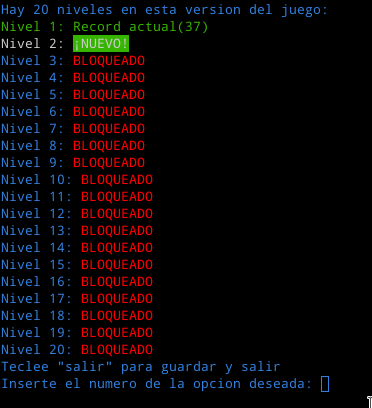 Hay 20 niveles en esta version del juego:
Nivel 1: Record actual(37)
Nivel 2: ¡NUEVO!
Nivel 3: BLOQUEADO
Nivel 4: BLOQUEADO
Nivel 5: BLOQUEADO
Nivel 6: BLOQUEADO
Nivel 7: BLOQUEADO
Nivel 8: BLOQUEADO
Nivel 9: BLOQUEADO
Nivel 10: BLOQUEADO
Nivel 11: BLOQUEADO
Nivel 12: BLOQUEADO
Nivel 13: BLOQUEADO
Nivel 14: BLOQUEADO
Nivel 15: BLOQUEADO
Nivel 16: BLOQUEADO
Nivel 17: BLOQUEADO
Nivel 18: BLOQUEADO
Nivel 19: BLOQUEADO
Nivel 20: BLOQUEADO
Teclee "salir" para guardar y salir
Inserte el numero de la opcion deseada: